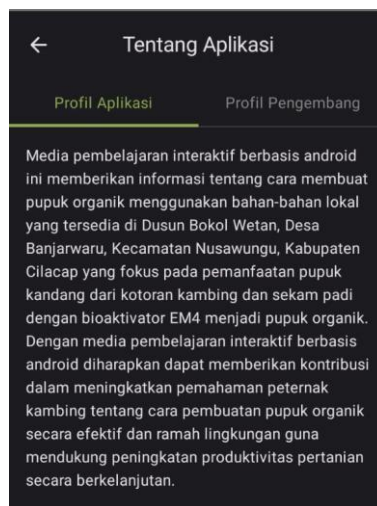 Tentang Aplikasi
Profil Aplikasi Profil Pengembang
Media pembelajaran interaktif berbasis android
ini memberikan informasi tentang cara membuat
pupuk organik menggunakan bahan-bahan lokal
yang tersedia di Dusun Bokol Wetan, Desa
Banjarwaru, Kecamatan Nusawungu, Kabupaten
Cilacap yang fokus pada pemanfaatan pupuk
kandang dari kotoran kambing dan sekam padi
dengan bioaktivator EM4 menjadi pupuk organik.
Dengan media pembelajaran interaktif berbasis
android diharapkan dapat memberikan kontribusi
dalam meningkatkan pemahaman peternak
kambing tentang cara pembuatan pupuk organik
secara efektif dan ramah lingkungan guna
mendukung peningkatan produktivitas pertanian
secara berkelanjutan.